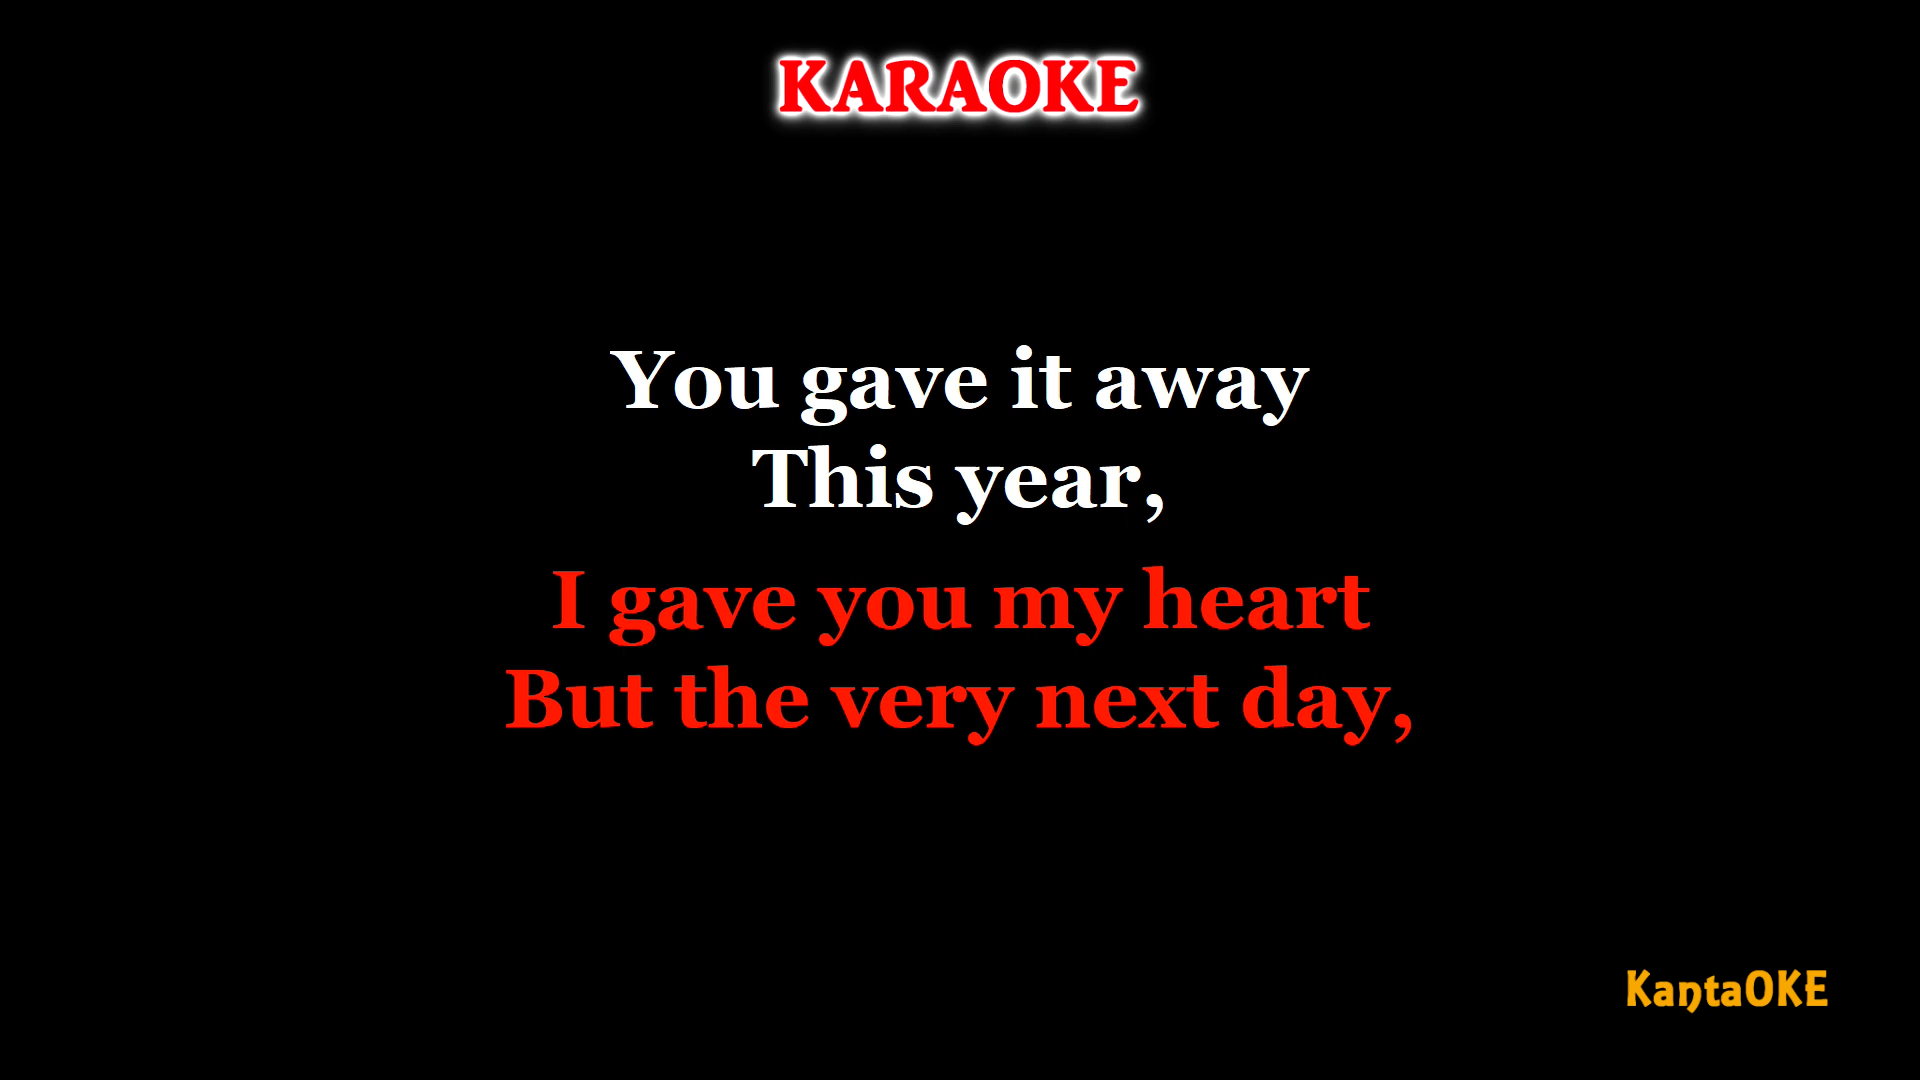 KARAOKE
You gave it away
This year,
I gave you my heart
But the very next day,
KantaOKE